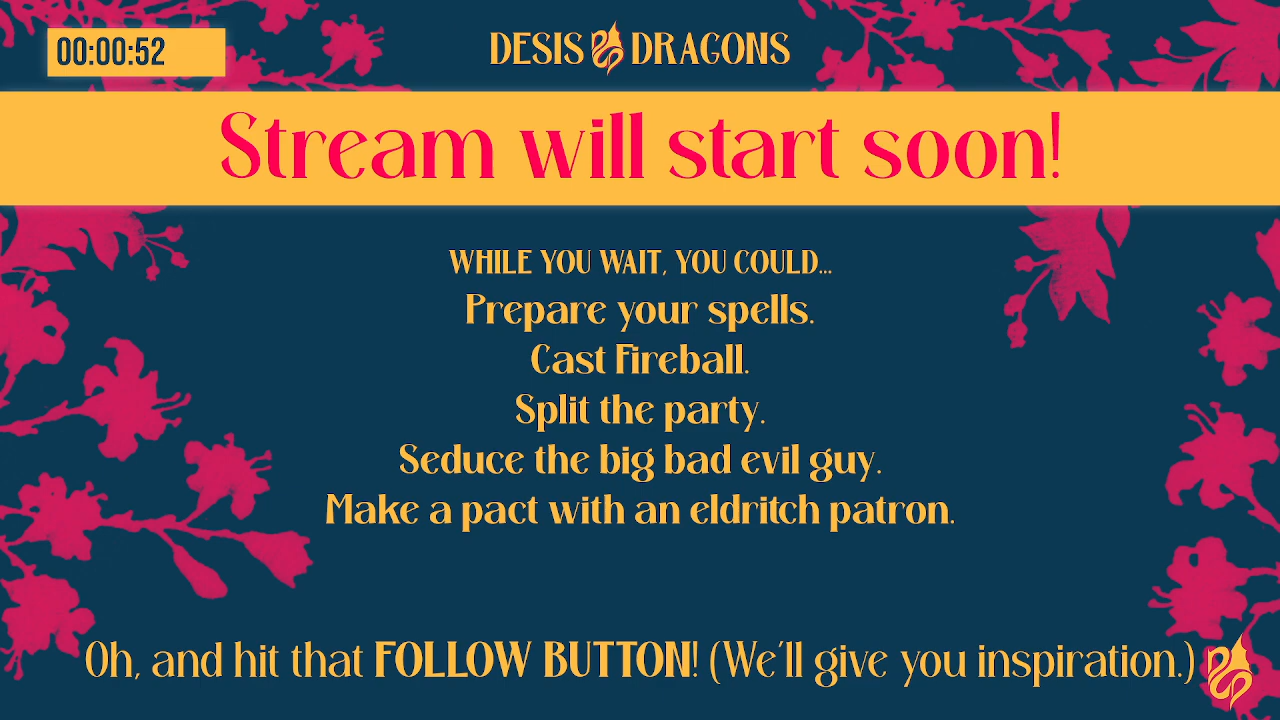 00:00:52
DESIS DRAGONS
Stream will start soon!
WHILE YOU WAIT, YOU COULD...
Prepare your spells.
Cast Fireball.
Split the party.
Seduce the big bad evil guy.
Make a pact with an eldritch patron.
Oh, and hit that FOLLOW BUTTON! (We'll give you inspiration.)